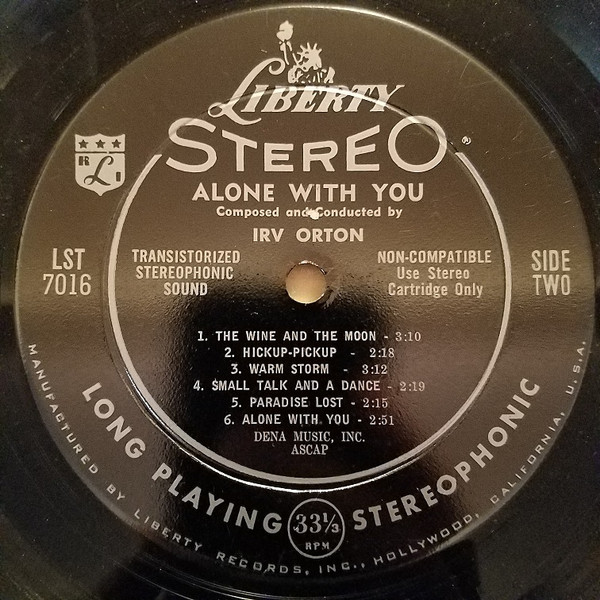 LIBERTY
STEREO®
R L I
ALONE WITH YOU
Composed and Conducted by
IRV ORTON
LST
7016
TRANSISTORIZED
STEREOPHONIC
SOUND
NON-COMPATIBLE
Use Stereo
Cartridge Only
SIDE
TWO
1. THE WINE AND THE MOON - 3:10
2. HICKUP-PICKUP - 2:18
3. WARM STORM - 3:12
4. SMALL TALK AND A DANCE - 2:19
5. PARADISE LOST - 2:15
6. ALONE WITH YOU - 2:51
DENA MUSIC, INC.
ASCAP
LONG PLAYING 33⅓ RPM STEREOPHONIC
MANUFACTURED BY LIBERTY RECORDS, INC., HOLLYWOOD, CALIFORNIA, U.S.A.